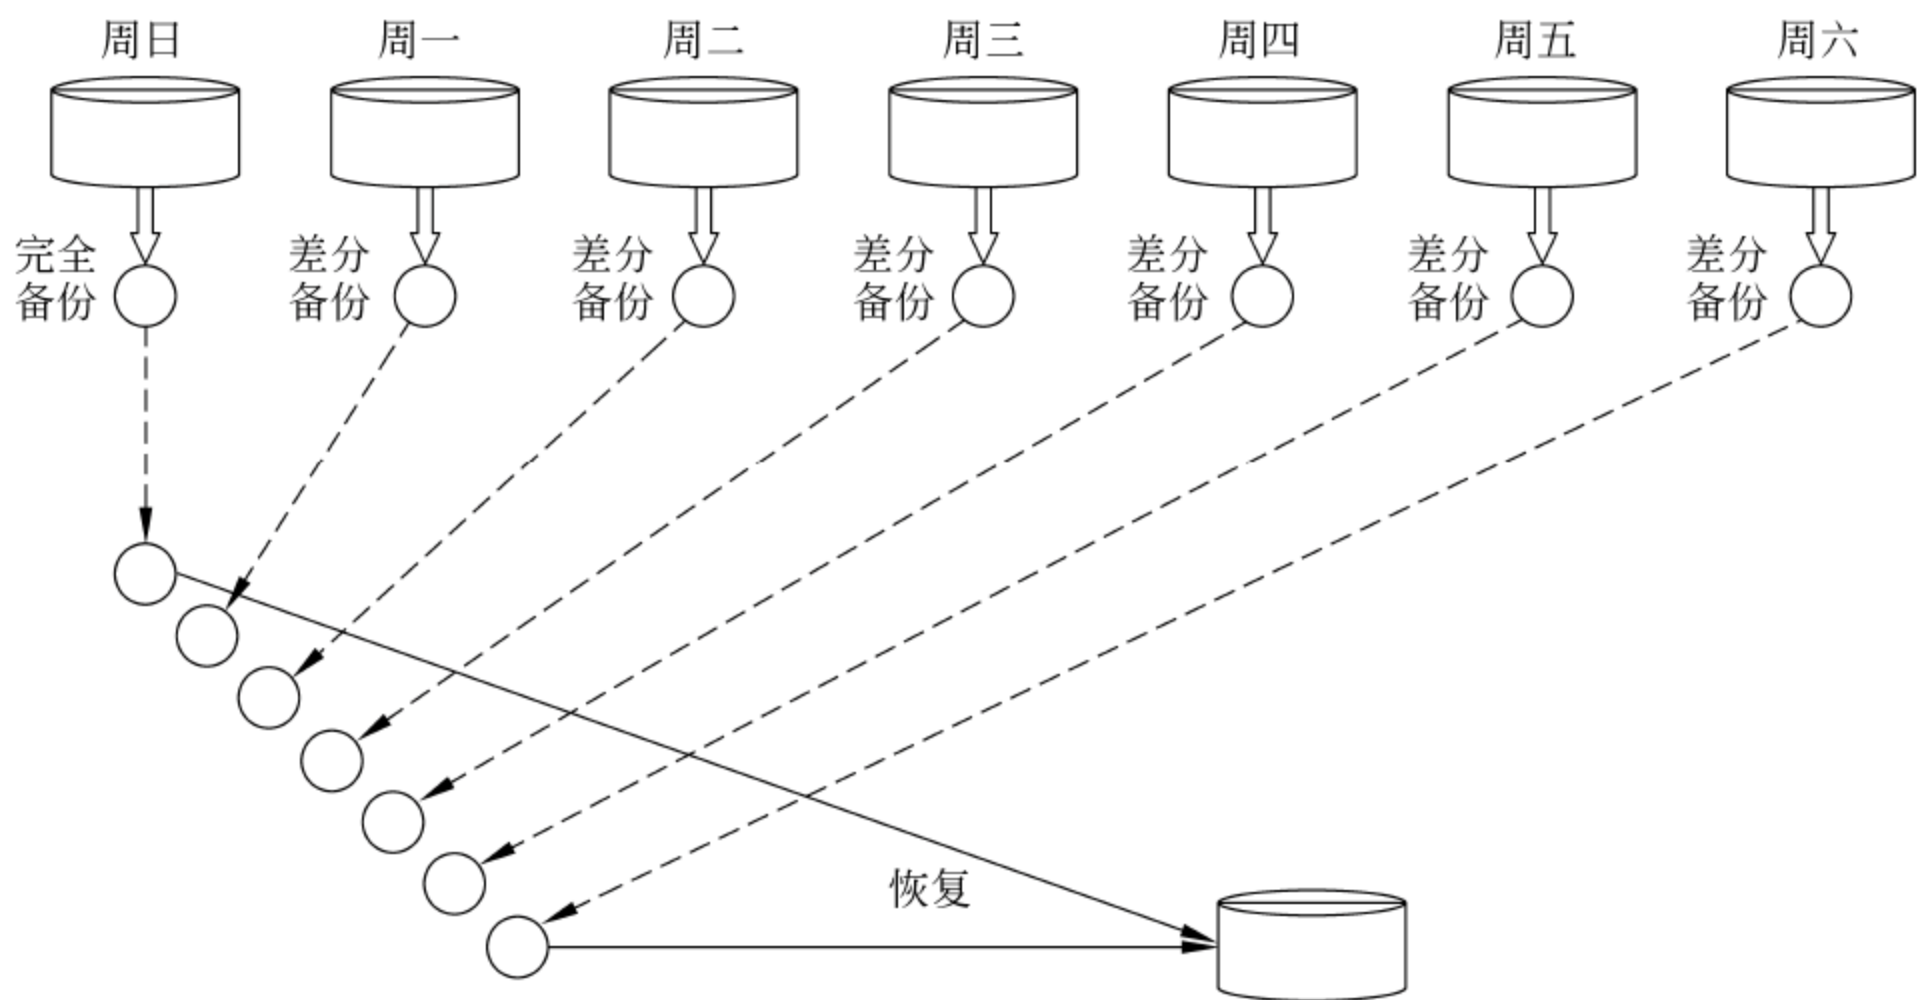 周日
周一
周二
周三
周四
周五
周六
完全
备份
差分
备份
差分
备份
差分
备份
差分
备份
差分
备份
差分
备份
恢复